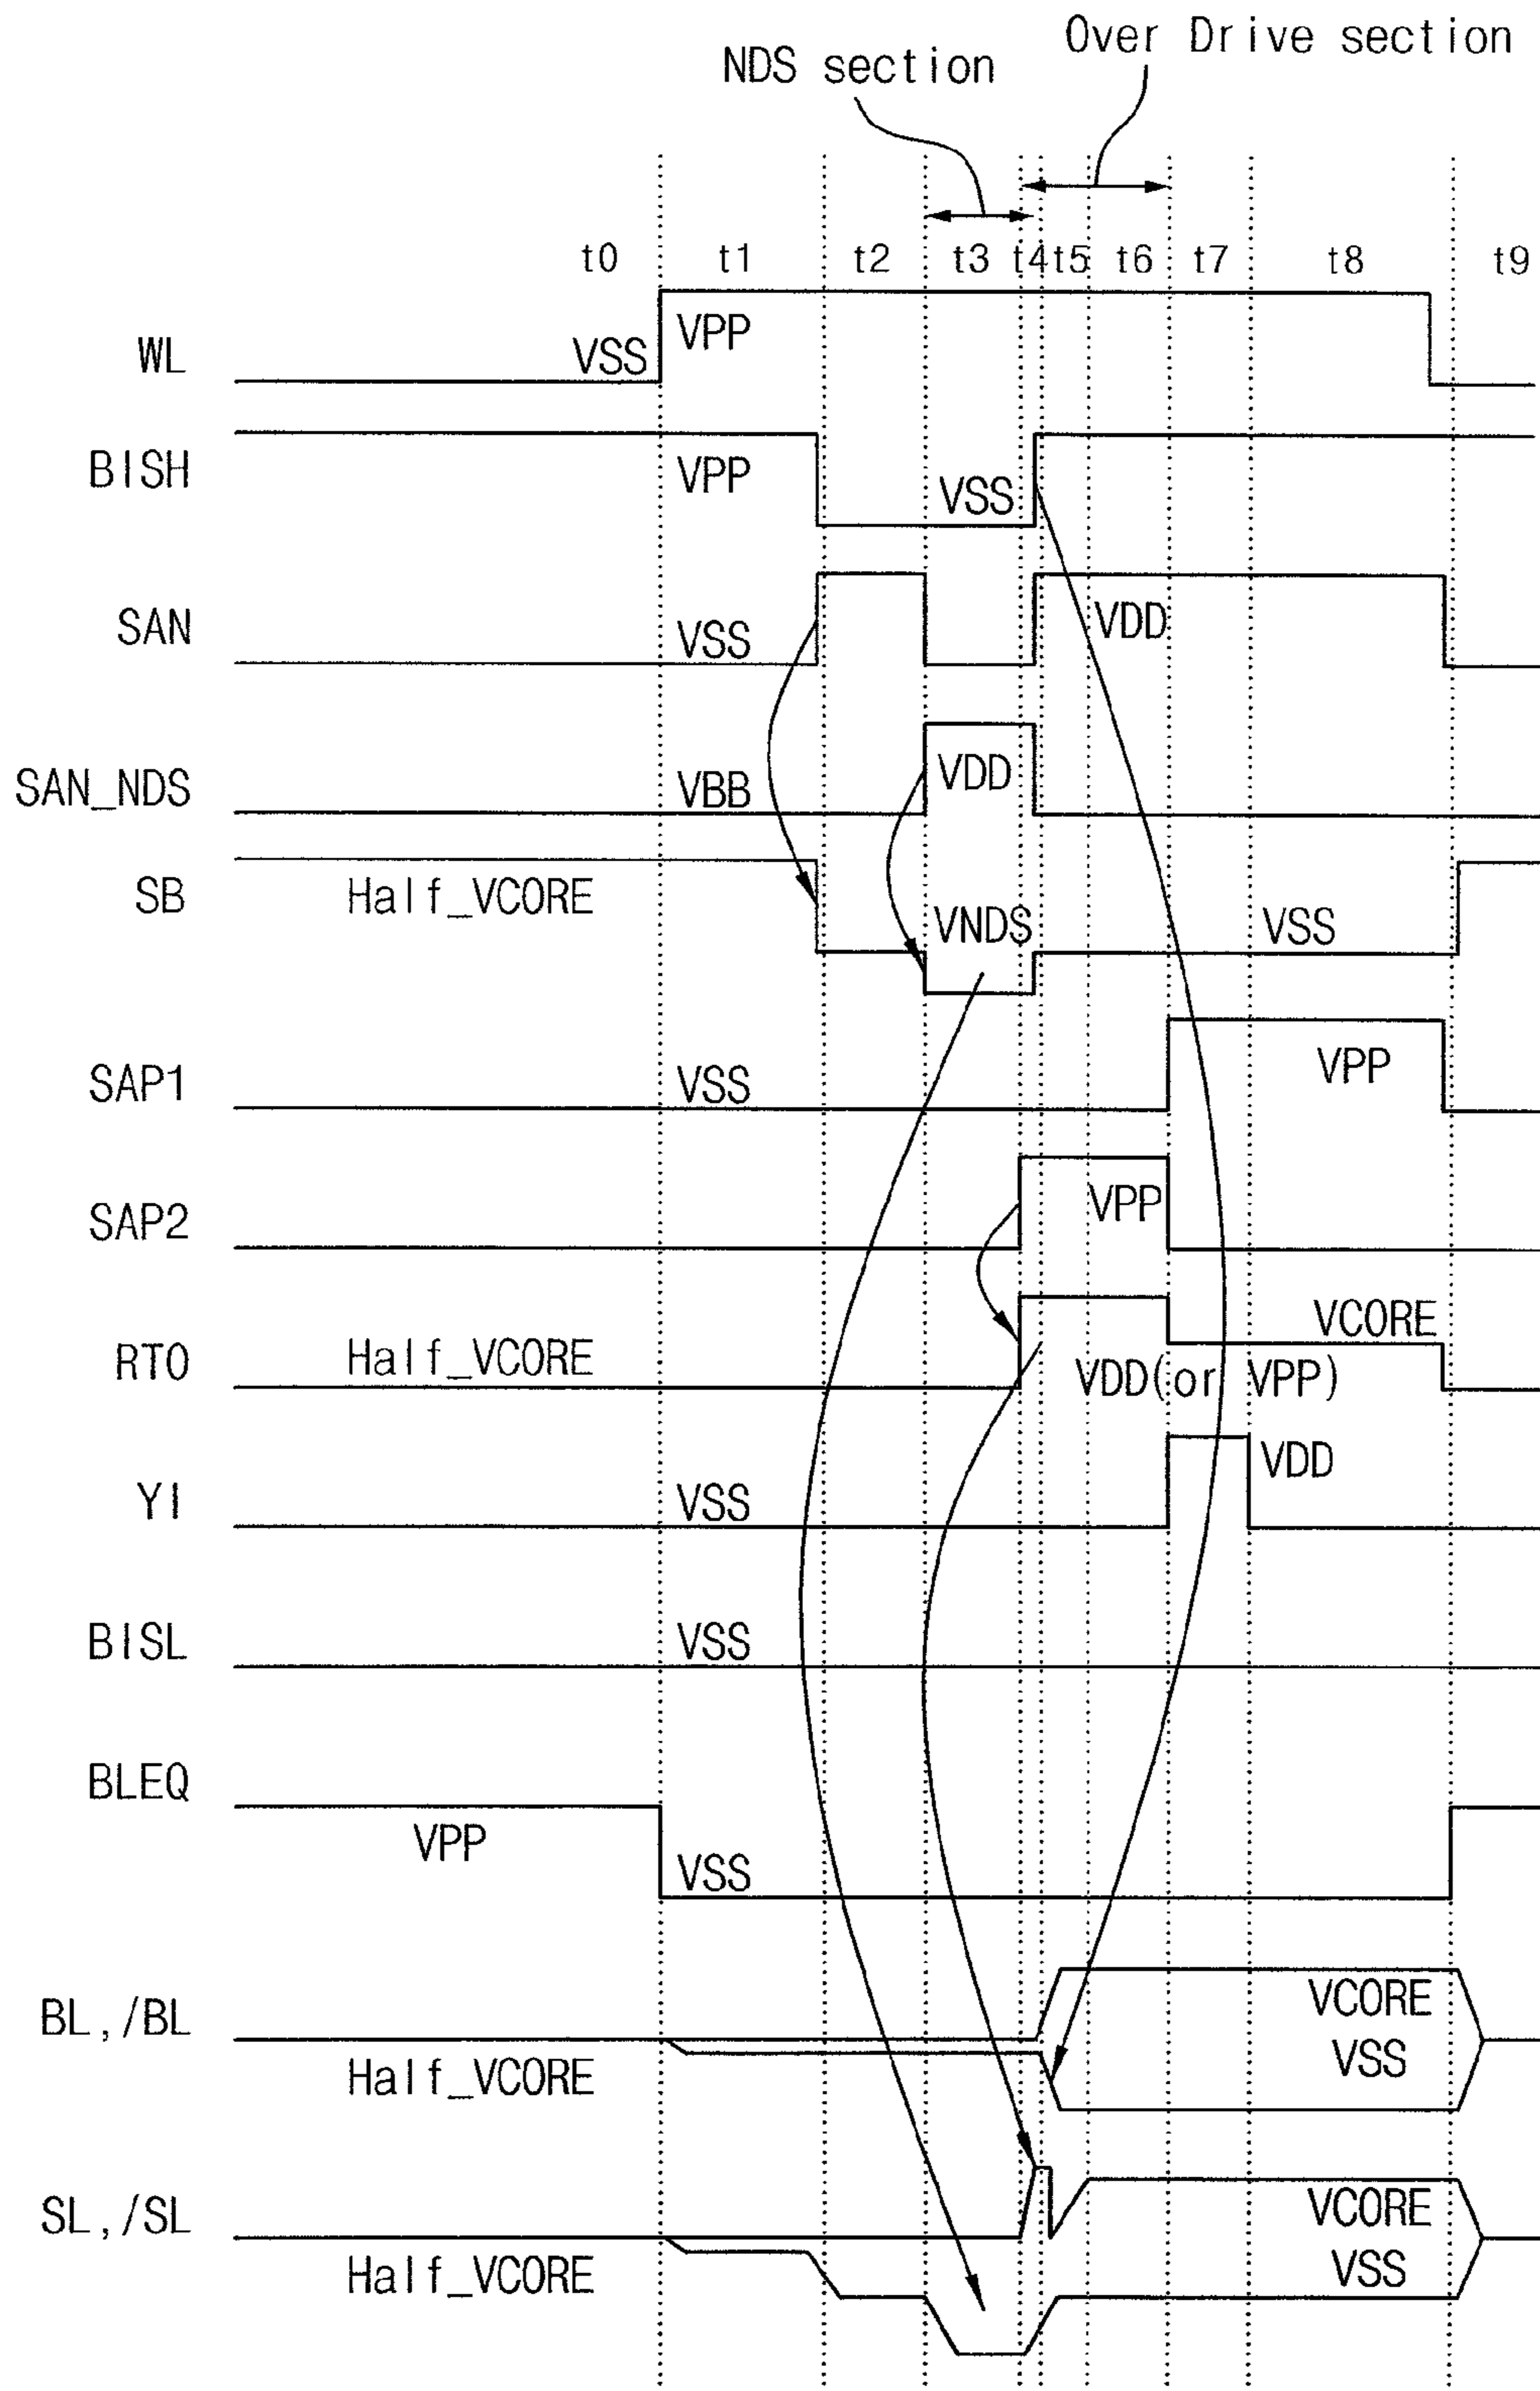 Over Drive section
NDS section
t0 t1 t2 t3 t4 t5 t6 t7 t8 t9
WL VSS VPP
BISH VPP VSS
SAN VSS VDD
SAN_NDS VBB VDD
SB Half_VCORE VNDS VSS
SAP1 VSS VPP
SAP2 VPP
RTO Half_VCORE VCORE
VDD(or VPP)
YI VSS VDD
BISL VSS
BLEQ VPP VSS
BL,/BL VCORE
Half_VCORE VSS
SL,/SL VCORE
Half_VCORE VSS